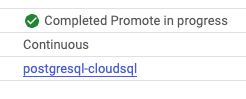 Completed Promote in progress
Continuous
postgresql-cloudsql